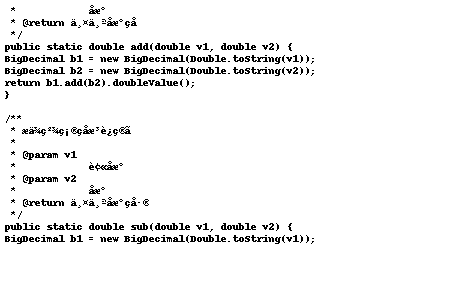 *            å æ°
 * @return ä¸¤ä¸ªå æ°çå
 */
public static double add(double v1, double v2) {
BigDecimal b1 = new BigDecimal(Double.toString(v1));
BigDecimal b2 = new BigDecimal(Double.toString(v2));
return b1.add(b2).doubleValue();
}

/**
 * æä¾ç²¾ç¡®çåæ³è¿ç®ã
 *
 * @param v1
 *            è¢«åæ°
 * @param v2
 *            åæ°
 * @return ä¸¤ä¸ªåæ°çå·®
 */
public static double sub(double v1, double v2) {
BigDecimal b1 = new BigDecimal(Double.toString(v1));